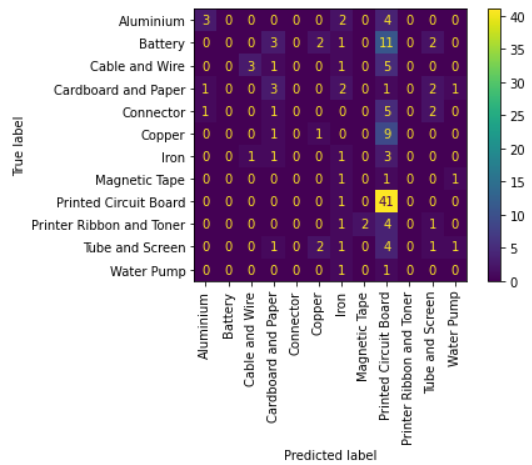 True label
Aluminium 3 0 0 0 0 0 2 0 4 0 0 0
Battery 0 0 0 3 0 2 1 0 11 0 2 0
Cable and Wire 0 0 3 1 0 0 1 0 5 0 0 0
Cardboard and Paper 1 0 0 3 0 0 2 0 1 0 2 1
Connector 1 0 0 1 0 0 0 0 5 0 2 0
Copper 0 0 0 1 0 1 0 0 9 0 0 0
Iron 0 0 1 1 0 0 1 0 3 0 0 0
Magnetic Tape 0 0 0 0 0 0 1 0 1 0 0 1
Printed Circuit Board 0 0 0 0 0 0 1 0 41 0 0 0
Printer Ribbon and Toner 0 0 0 0 0 0 1 2 4 0 1 0
Tube and Screen 0 0 0 1 0 2 1 0 4 0 1 1
Water Pump 0 0 0 0 0 0 1 0 1 0 0 0
Aluminium
Battery
Cable and Wire
Cardboard and Paper
Connector
Copper
Iron
Magnetic Tape
Printed Circuit Board
Printer Ribbon and Toner
Tube and Screen
Water Pump
Predicted label
40
35
30
25
20
15
10
5
0